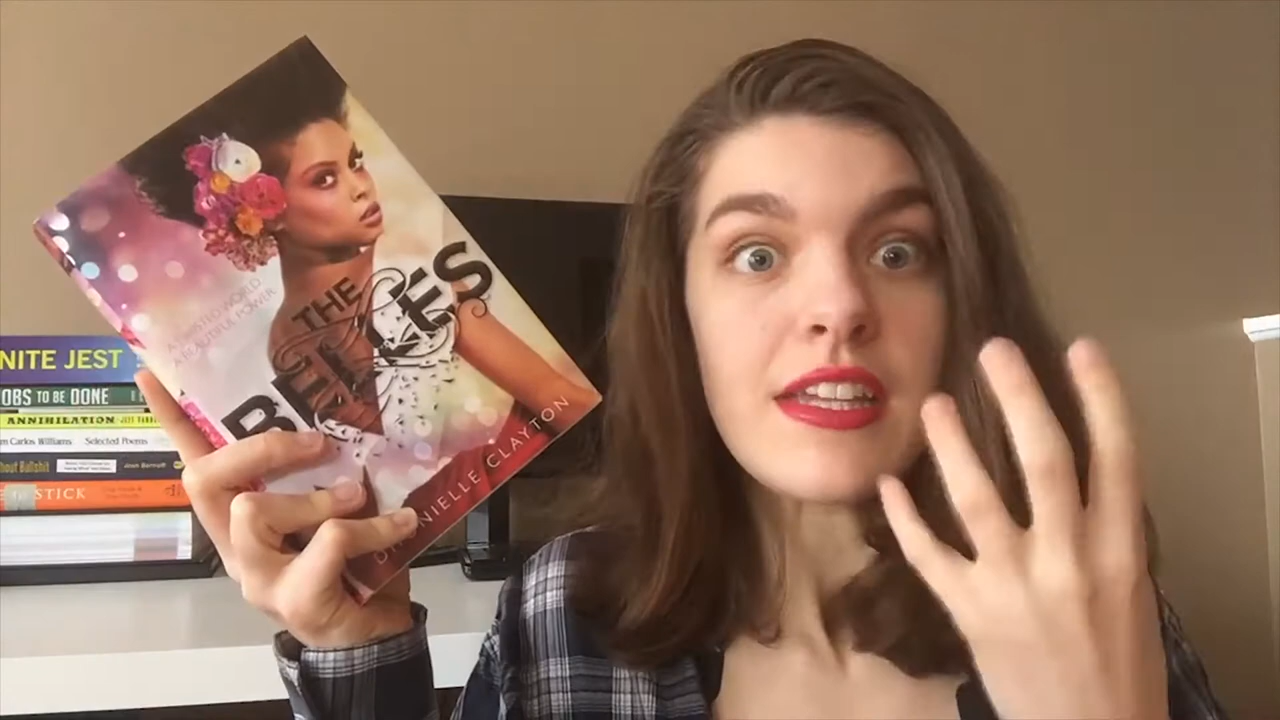 A TWISTED WORLD.
A BEAUTIFUL POWER
THE
BELLES
DHONIELLE CLAYTON
NITE JEST
OBS TO BE DONE
ANNIHILATION
m Carlos Williams Selected Poems
hout Bullshit
STICK